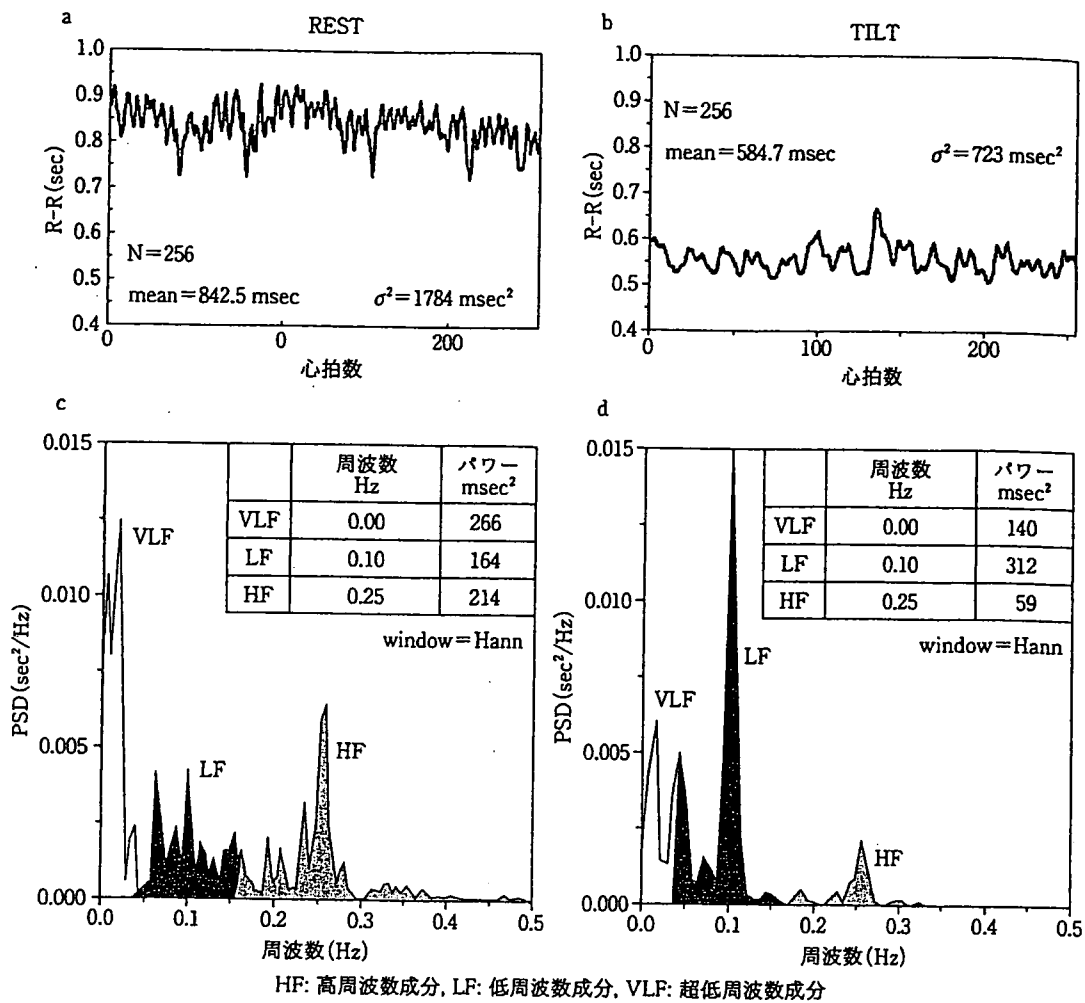 a
REST
1.0
0.9
0.8
0.7
0.6
0.5
0.4
R-R(sec)
N=256
mean=842.5 msec
σ²=1784 msec²
0
0
200
心拍数
b
TILT
1.0
0.9
0.8
0.7
0.6
0.5
0.4
R-R(sec)
N=256
mean=584.7 msec
σ²=723 msec²
0
100
200
心拍数
c
0.015
0.010
0.005
0.000
PSD(sec²/Hz)
周波数 パワー
Hz msec²
VLF 0.00 266
LF 0.10 164
HF 0.25 214
window=Hann
VLF
LF
HF
0.0 0.1 0.2 0.3 0.4 0.5
周波数(Hz)
d
0.015
0.010
0.005
0.000
PSD(sec²/Hz)
周波数 パワー
Hz msec²
VLF 0.00 140
LF 0.10 312
HF 0.25 59
window=Hann
VLF
LF
HF
0.0 0.1 0.2 0.3 0.4 0.5
周波数(Hz)
HF: 高周波数成分, LF: 低周波数成分, VLF: 超低周波数成分